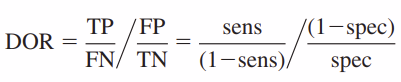 DOR = TP/FN / FP/TN = sens/(1−sens) / (1−spec)/spec